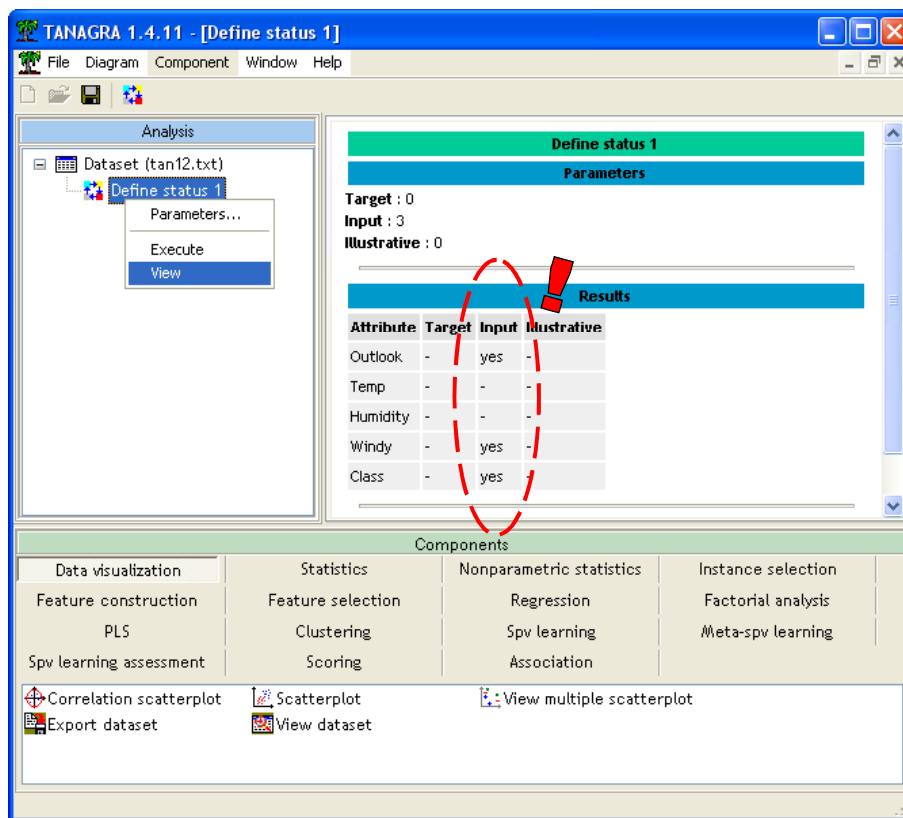 TANAGRA 1.4.11 - [Define status 1]
File Diagram Component Window Help
Analysis
Dataset (tan12.txt)
Define status 1
Parameters...
Execute
View
Define status 1
Parameters
Target : 0
Input : 3
Illustrative : 0
Results
Attribute Target Input Illustrative
Outlook - yes -
Temp - - -
Humidity - - -
Windy - yes -
Class - yes -
Components
Data visualization Statistics Nonparametric statistics Instance selection
Feature construction Feature selection Regression Factorial analysis
PLS Clustering Spv learning Meta-spv learning
Spv learning assessment Scoring Association
Correlation scatterplot Scatterplot View multiple scatterplot
Export dataset View dataset